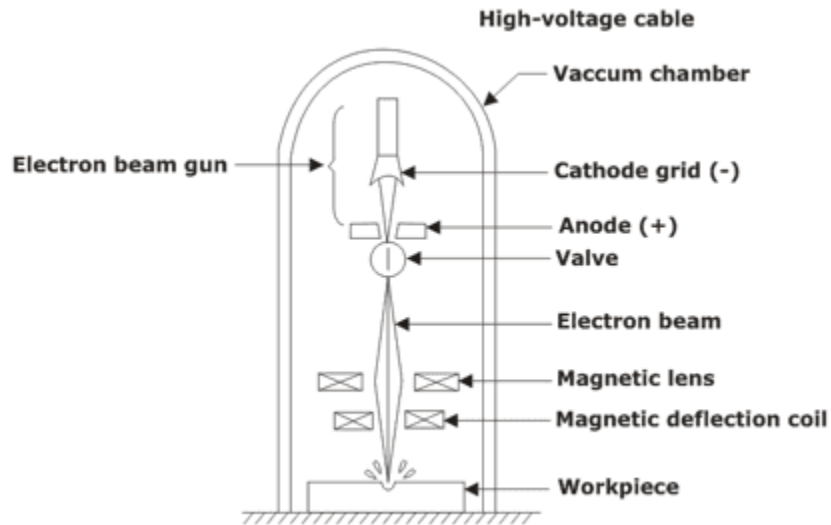 High-voltage cable
Vaccum chamber
Electron beam gun
Cathode grid (-)
Anode (+)
Valve
Electron beam
Magnetic lens
Magnetic deflection coil
Workpiece